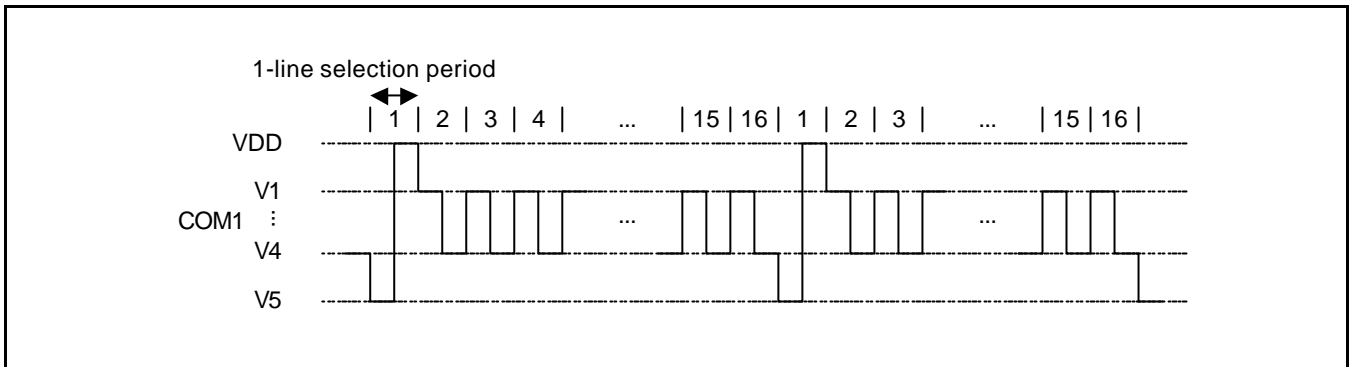 1-line selection period
| 1 | 2 | 3 | 4 | ... | 15 | 16 | 1 | 2 | 3 | ... | 15 | 16 |
VDD
V1
COM1 ⋮ ... ...
V4
V5